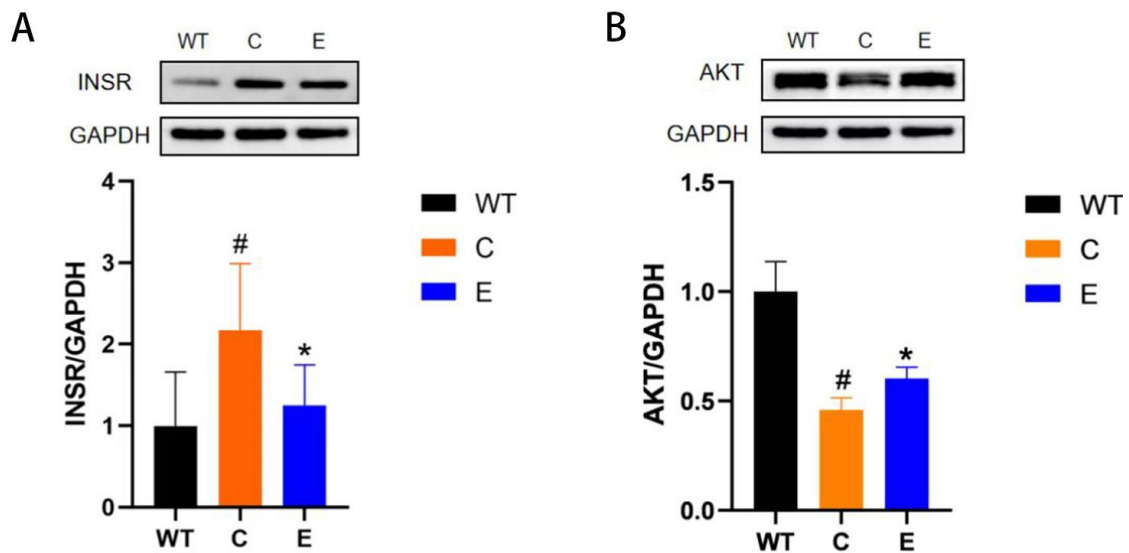 A
WT C E
INSR
GAPDH
4
3
2
1
0
INSR/GAPDH
#
*
WT C E
WT
C
E
B
WT C E
AKT
GAPDH
1.5
1.0
0.5
0.0
AKT/GAPDH
#
*
WT C E
WT
C
E